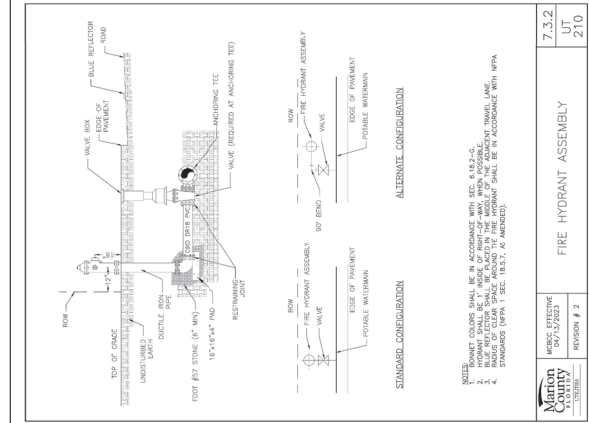 ROW
TOP OF GRADE
UNDISTURBED
EARTH
DUCTILE IRON
PIPE
FDOT #57 STONE (6" MIN)
16"x16"x4" PAD
RESTRAINING
JOINT
12"
C900 DR18 PVC
VALVE BOX
EDGE OF
PAVEMENT
BLUE REFLECTOR
ROAD
ANCHORING TEE
VALVE (REQUIRED AT ANCHORING TEE)
ROW
FIRE HYDRANT ASSEMBLY
VALVE
EDGE OF PAVEMENT
POTABLE WATERMAIN
STANDARD CONFIGURATION
ROW
FIRE HYDRANT ASSEMBLY
90° BEND
VALVE
EDGE OF PAVEMENT
POTABLE WATERMAIN
ALTERNATE CONFIGURATION
NOTES:
1. BONNET COLORS SHALL BE IN ACCORDANCE WITH SEC. 6.18.2-G.
2. HYDRANT SHALL BE 1' INSIDE OF RIGHT-OF-WAY, WHEN POSSIBLE.
3. BLUE REFLECTOR SHALL BE PLACED IN THE MIDDLE OF THE ADJACENT TRAVEL LANE.
4. RADIUS OF CLEAR SPACE AROUND THE FIRE HYDRANT SHALL BE IN ACCORDANCE WITH NFPA
STANDARDS (NFPA 1 SEC. 18.5.7, AS AMENDED).
Marion
County
FLORIDA
UTILITIES
MCBCC EFFECTIVE
04/13/2023
REVISION # 2
FIRE HYDRANT ASSEMBLY
7.3.2
UT
210